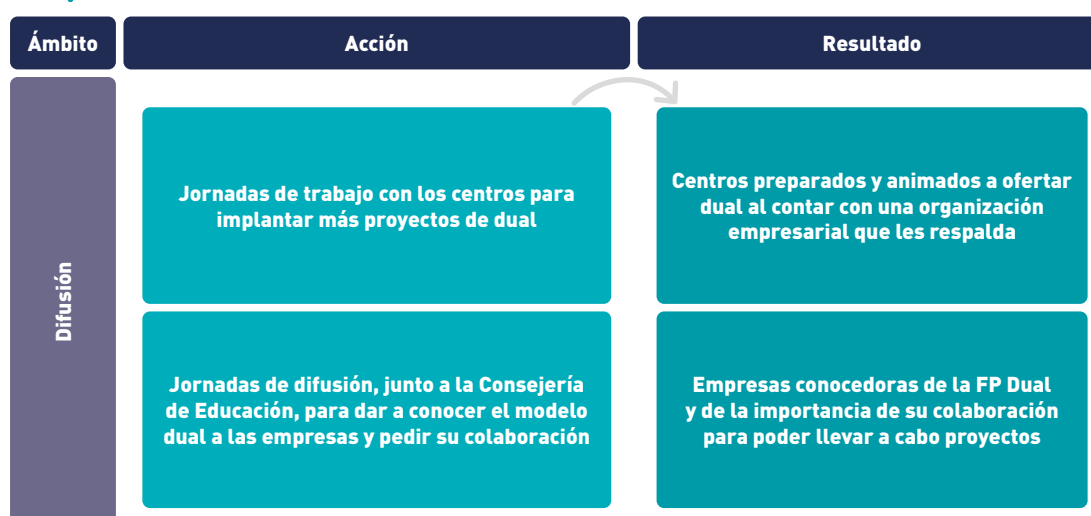 Ámbito
Acción
Resultado
Difusión
Jornadas de trabajo con los centros para
implantar más proyectos de dual
Centros preparados y animados a ofertar
dual al contar con una organización
empresarial que les respalda
Jornadas de difusión, junto a la Consejería
de Educación, para dar a conocer el modelo
dual a las empresas y pedir su colaboración
Empresas conocedoras de la FP Dual
y de la importancia de su colaboración
para poder llevar a cabo proyectos